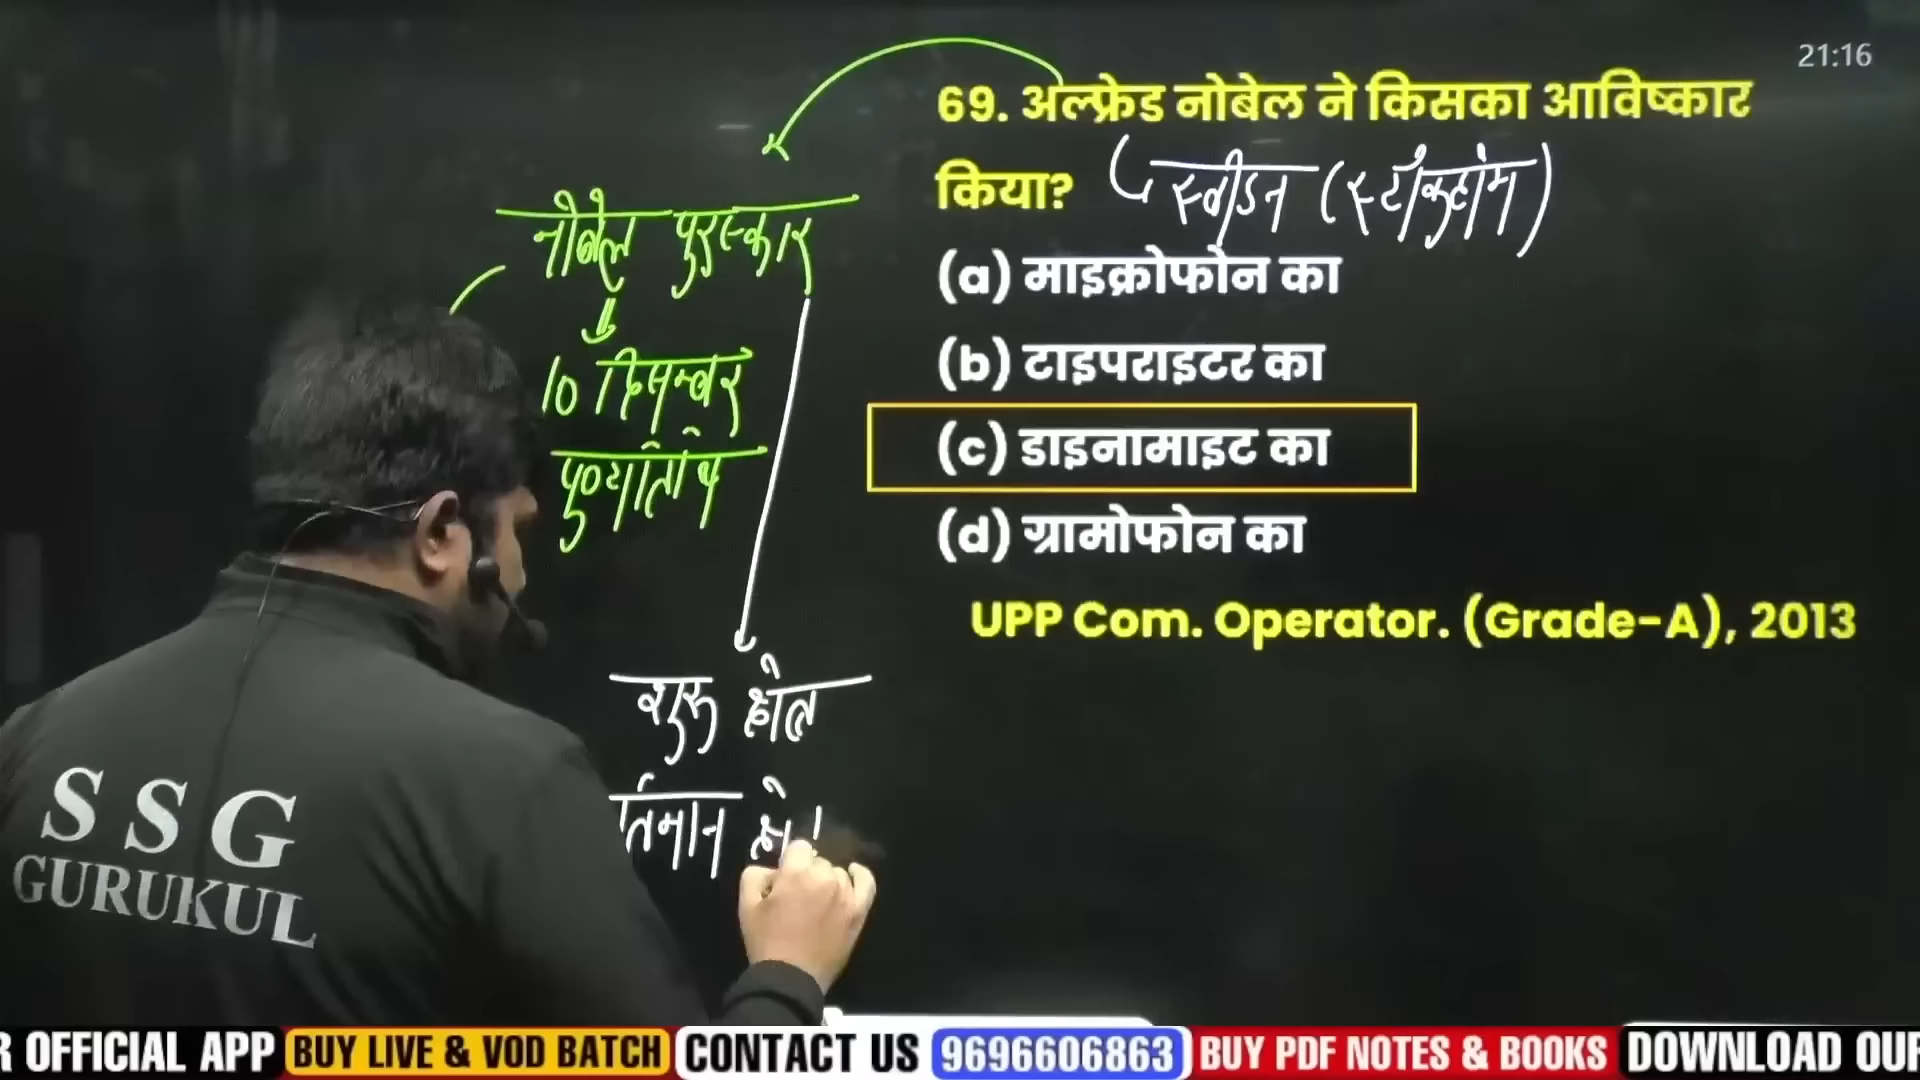 21:16
69. अल्फ्रेड नोबेल ने किसका आविष्कार
किया?
स्वीडन (स्टॉकहोम)
(a) माइक्रोफोन का
(b) टाइपराइटर का
(c) डाइनामाइट का
(d) ग्रामोफोन का
UPP Com. Operator. (Grade-A), 2013
नोबेल पुरस्कार
10 दिसम्बर
पुण्यतिथि
शुरू
SSG
GURUKUL
R OFFICIAL APP BUY LIVE & VOD BATCH CONTACT US 9696606863 BUY PDF NOTES & BOOKS DOWNLOAD OUR